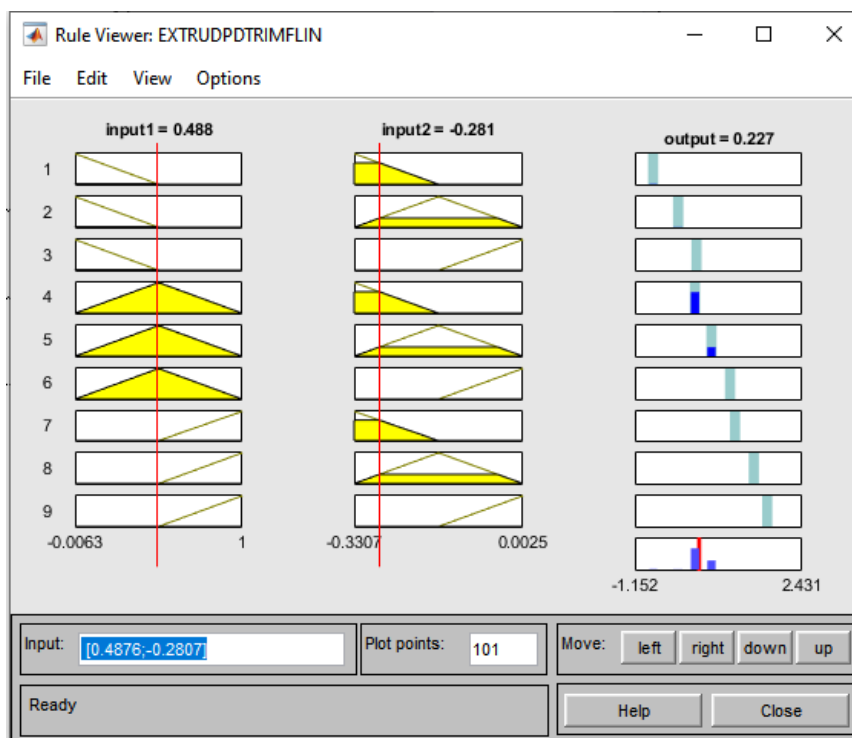 Rule Viewer: EXTRUDPDTRIMFLIN
File Edit View Options
input1 = 0.488 input2 = -0.281 output = 0.227
1
2
3
4
5
6
7
8
9
-0.0063 1 -0.3307 0.0025
-1.152 2.431
Input: [0.4876;-0.2807] Plot points: 101 Move: left right down up
Ready Help Close